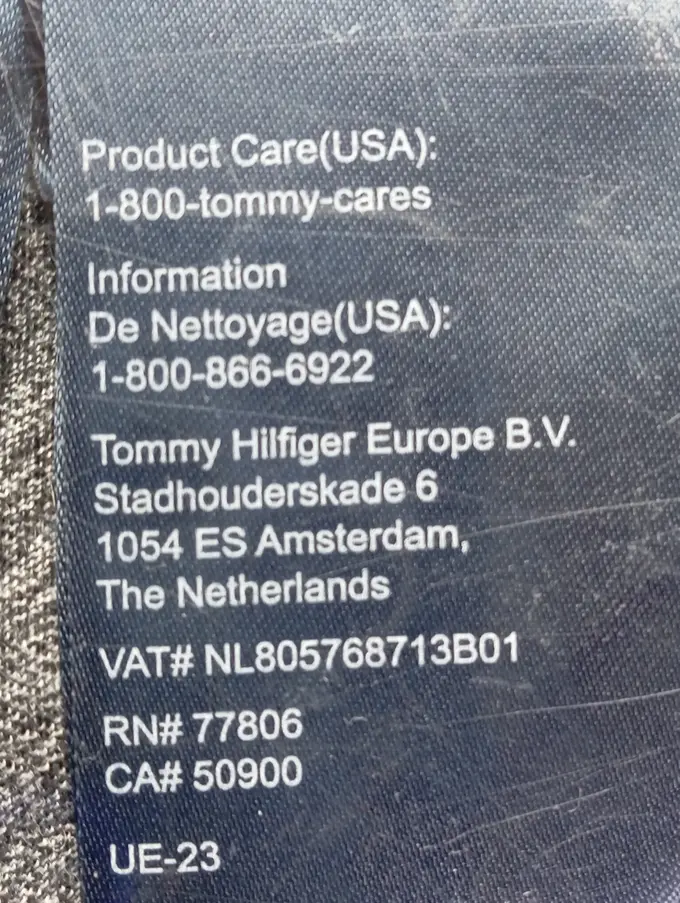 Product Care(USA):
1-800-tommy-cares
Information
De Nettoyage(USA):
1-800-866-6922
Tommy Hilfiger Europe B.V.
Stadhouderskade 6
1054 ES Amsterdam,
The Netherlands
VAT# NL805768713B01
RN# 77806
CA# 50900
UE-23